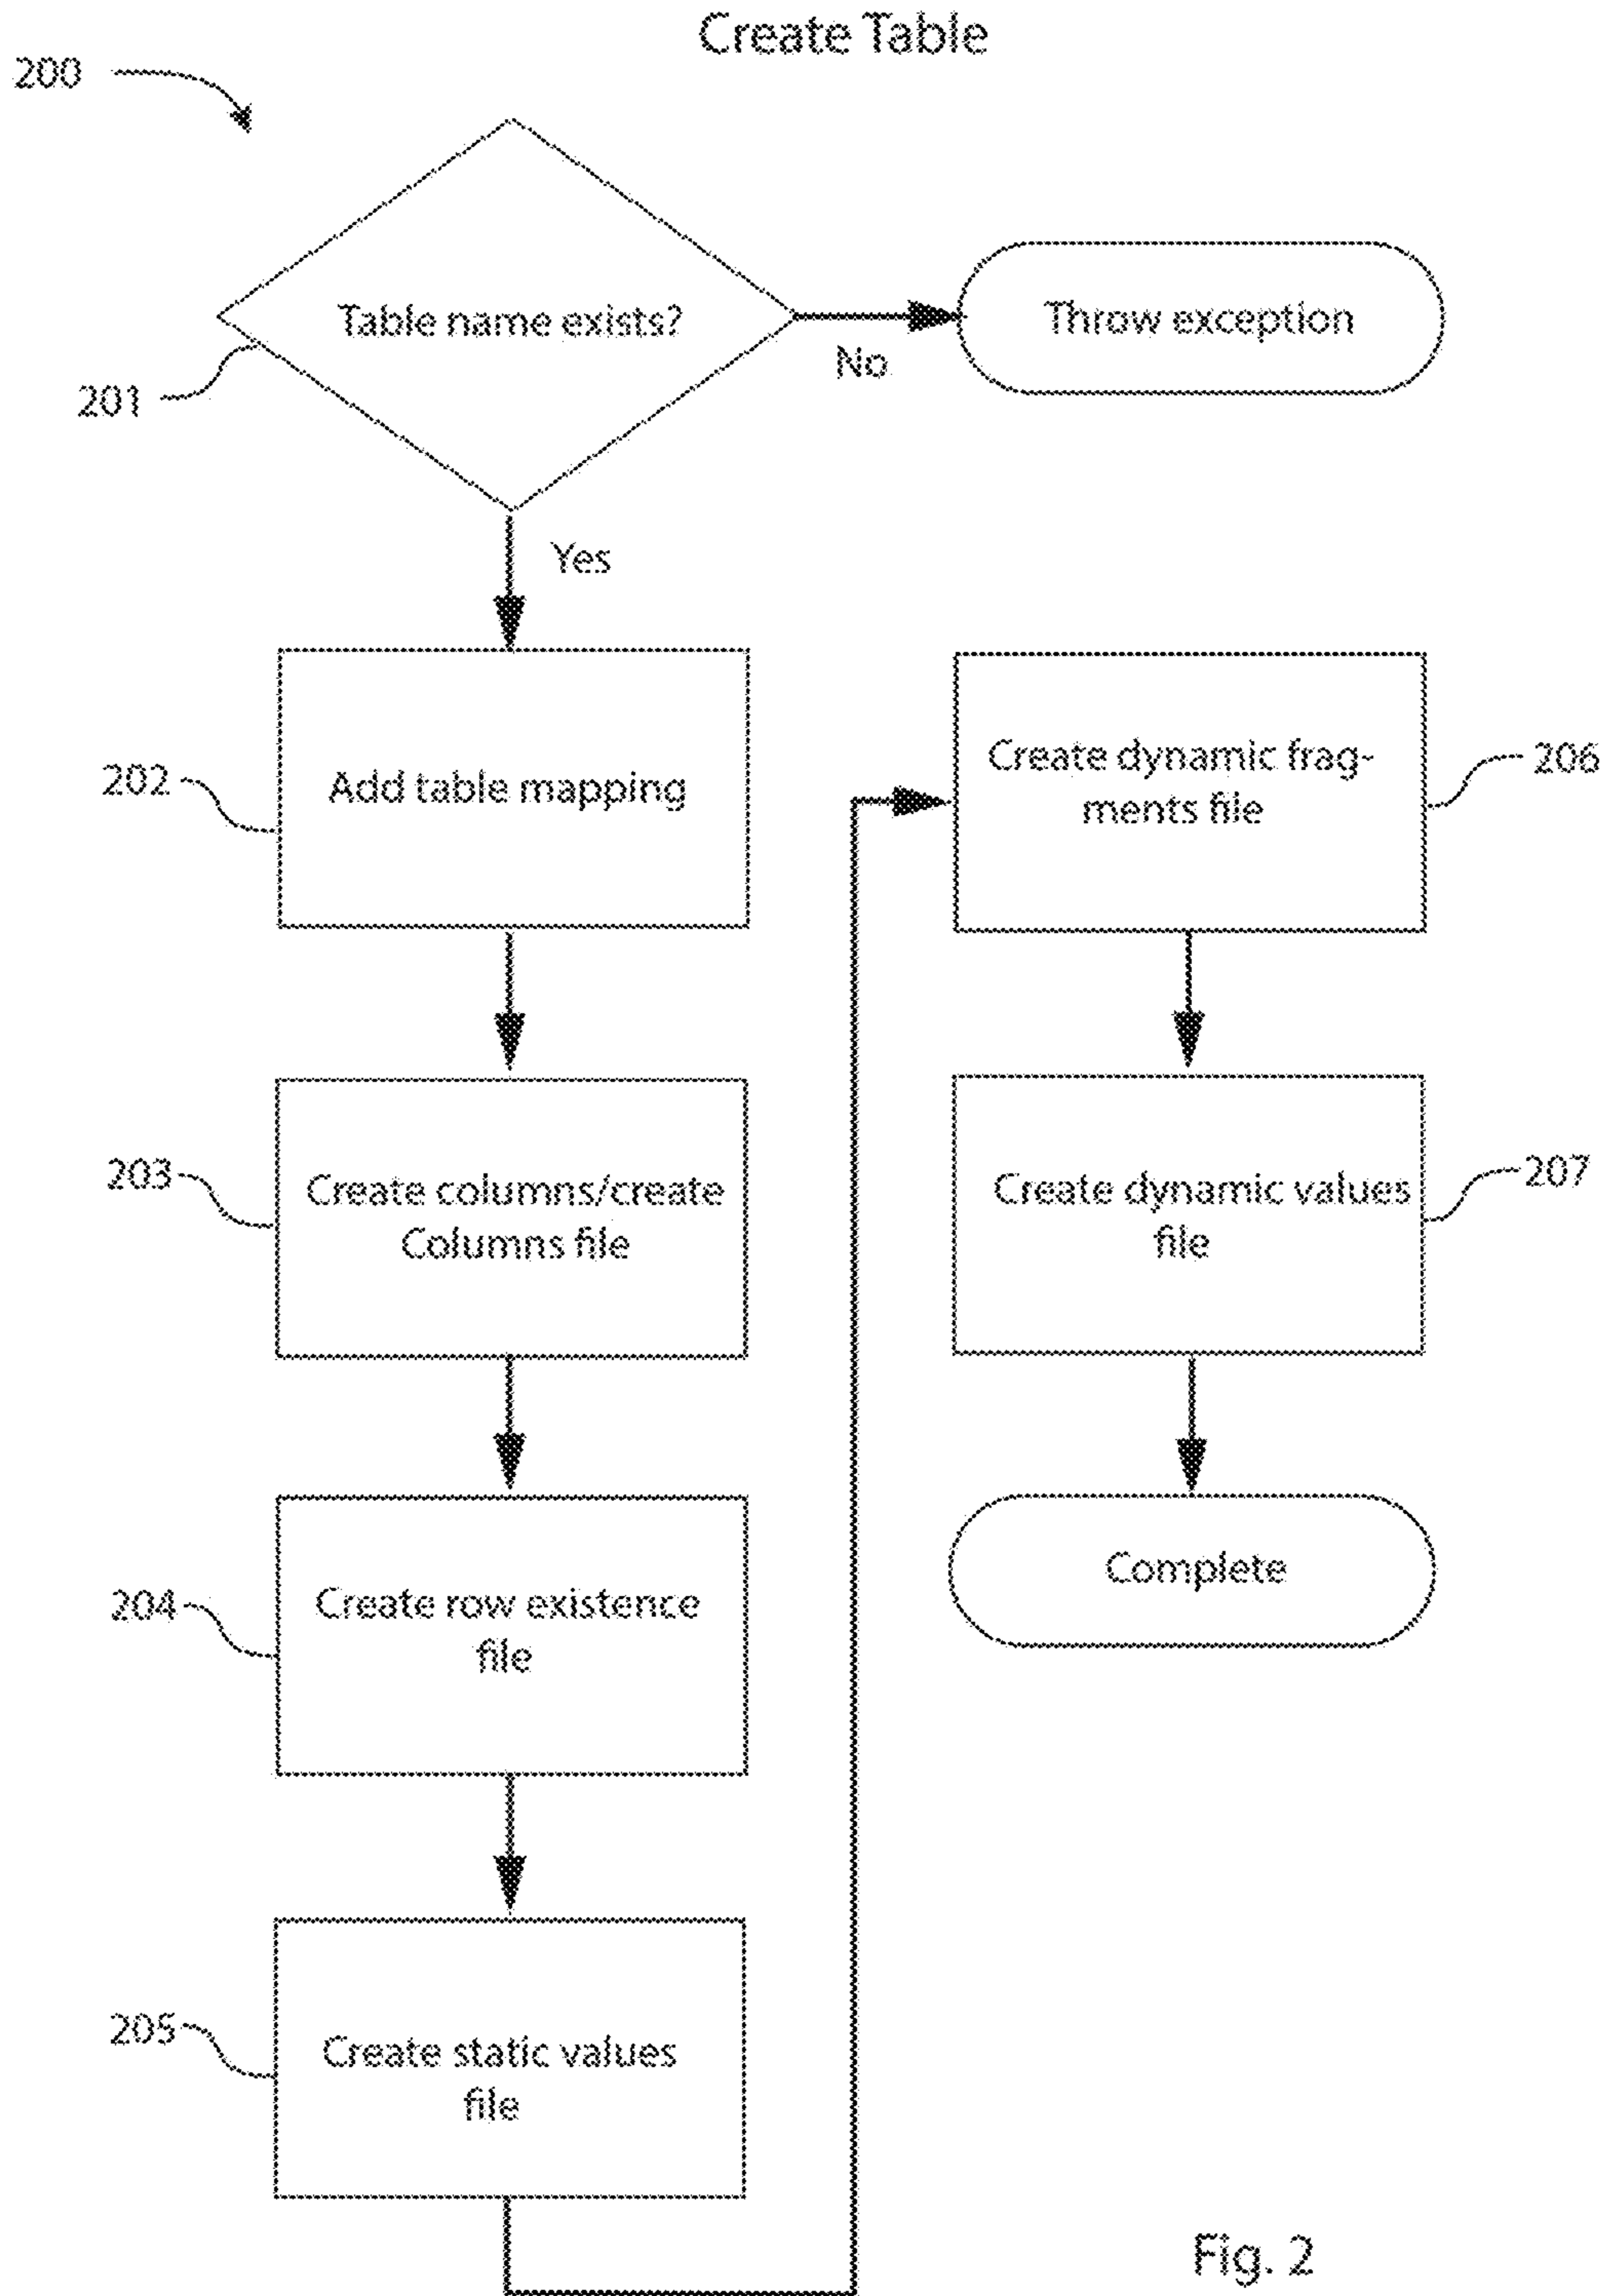 Create Table
200
Table name exists?
Throw exception
No
201
Yes
202
Add table mapping
203
Create columns/create
Columns file
204
Create row existence
file
205
Create static values
file
Create dynamic frag-
ments file
206
Create dynamic values
file
207
Complete
Fig. 2